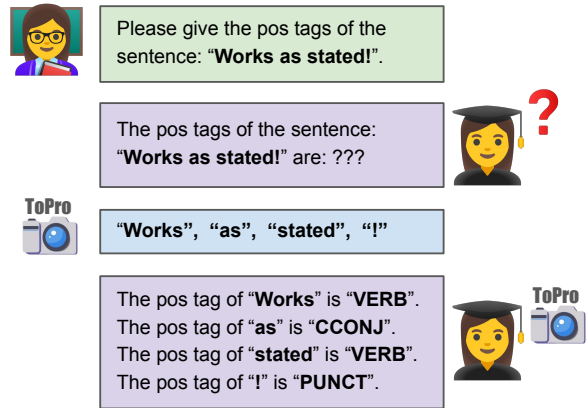 Please give the pos tags of the
sentence: “Works as stated!”.
?
The pos tags of the sentence:
“Works as stated!” are: ???
ToPro
“Works”, “as”, “stated”, “!”
The pos tag of “Works” is “VERB”.
The pos tag of “as” is “CCONJ”.
The pos tag of “stated” is “VERB”.
The pos tag of “!” is “PUNCT”.
ToPro